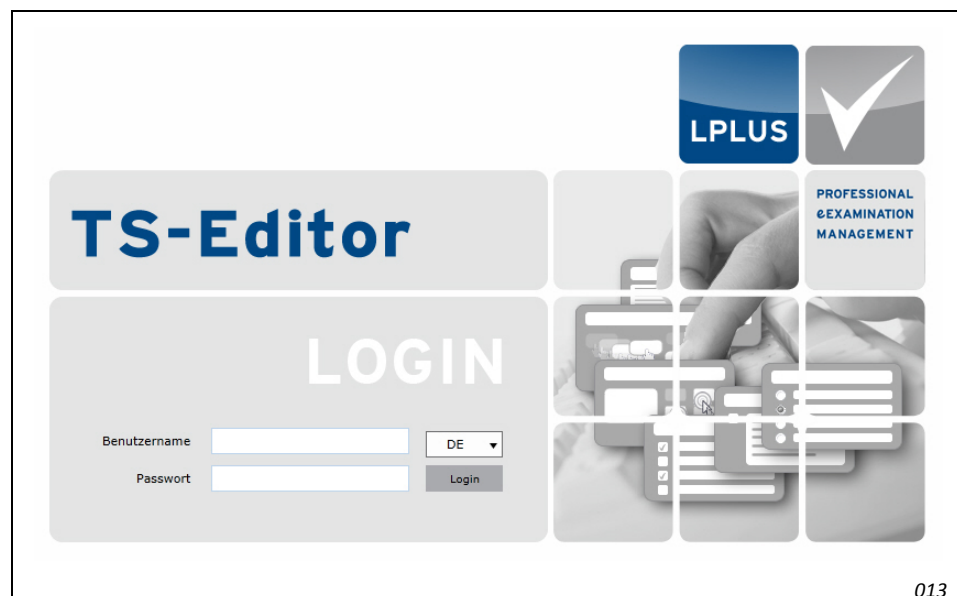 LPLUS
PROFESSIONAL
eEXAMINATION
MANAGEMENT
TS-Editor
LOGIN
Benutzername
DE
Passwort
Login
013